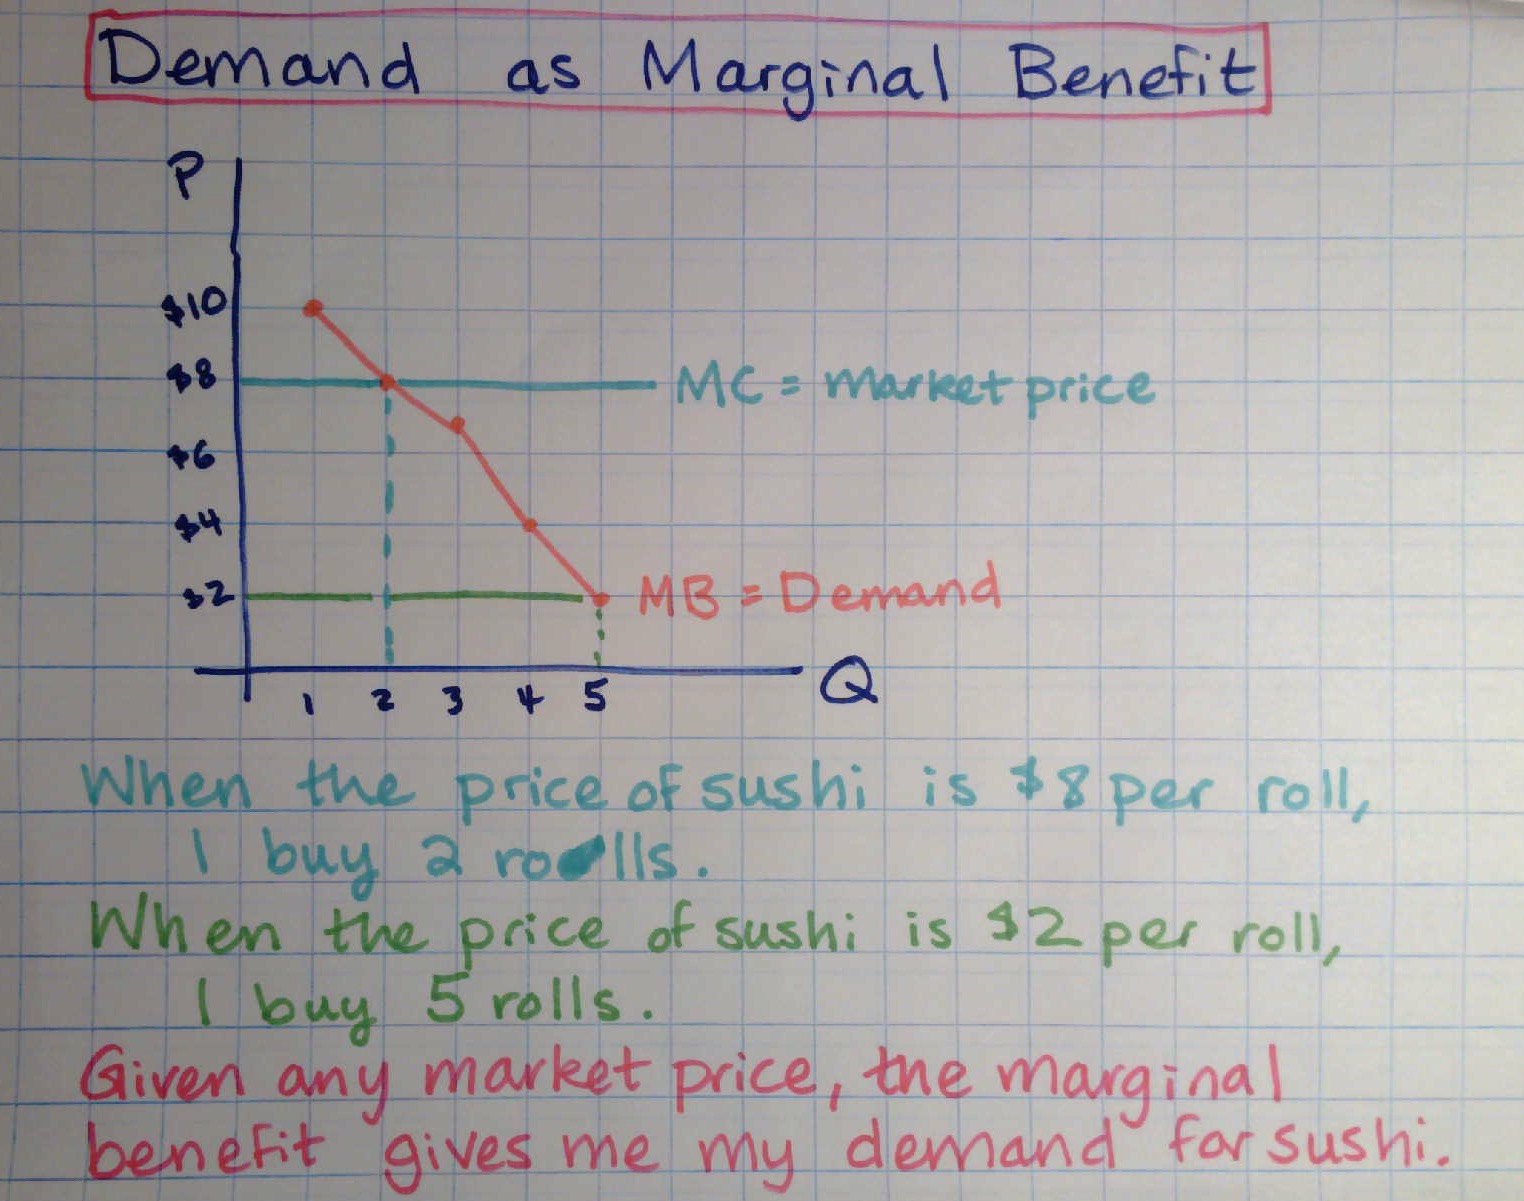 Demand as Marginal Benefit
P
$10
$8
MC = Market price
$6
$4
$2
MB = Demand
1 2 3 4 5
Q
When the price of sushi is $8 per roll,
I buy 2 rolls.
When the price of sushi is $2 per roll,
I buy 5 rolls.
Given any market price, the marginal
benefit gives me my demand for sushi.